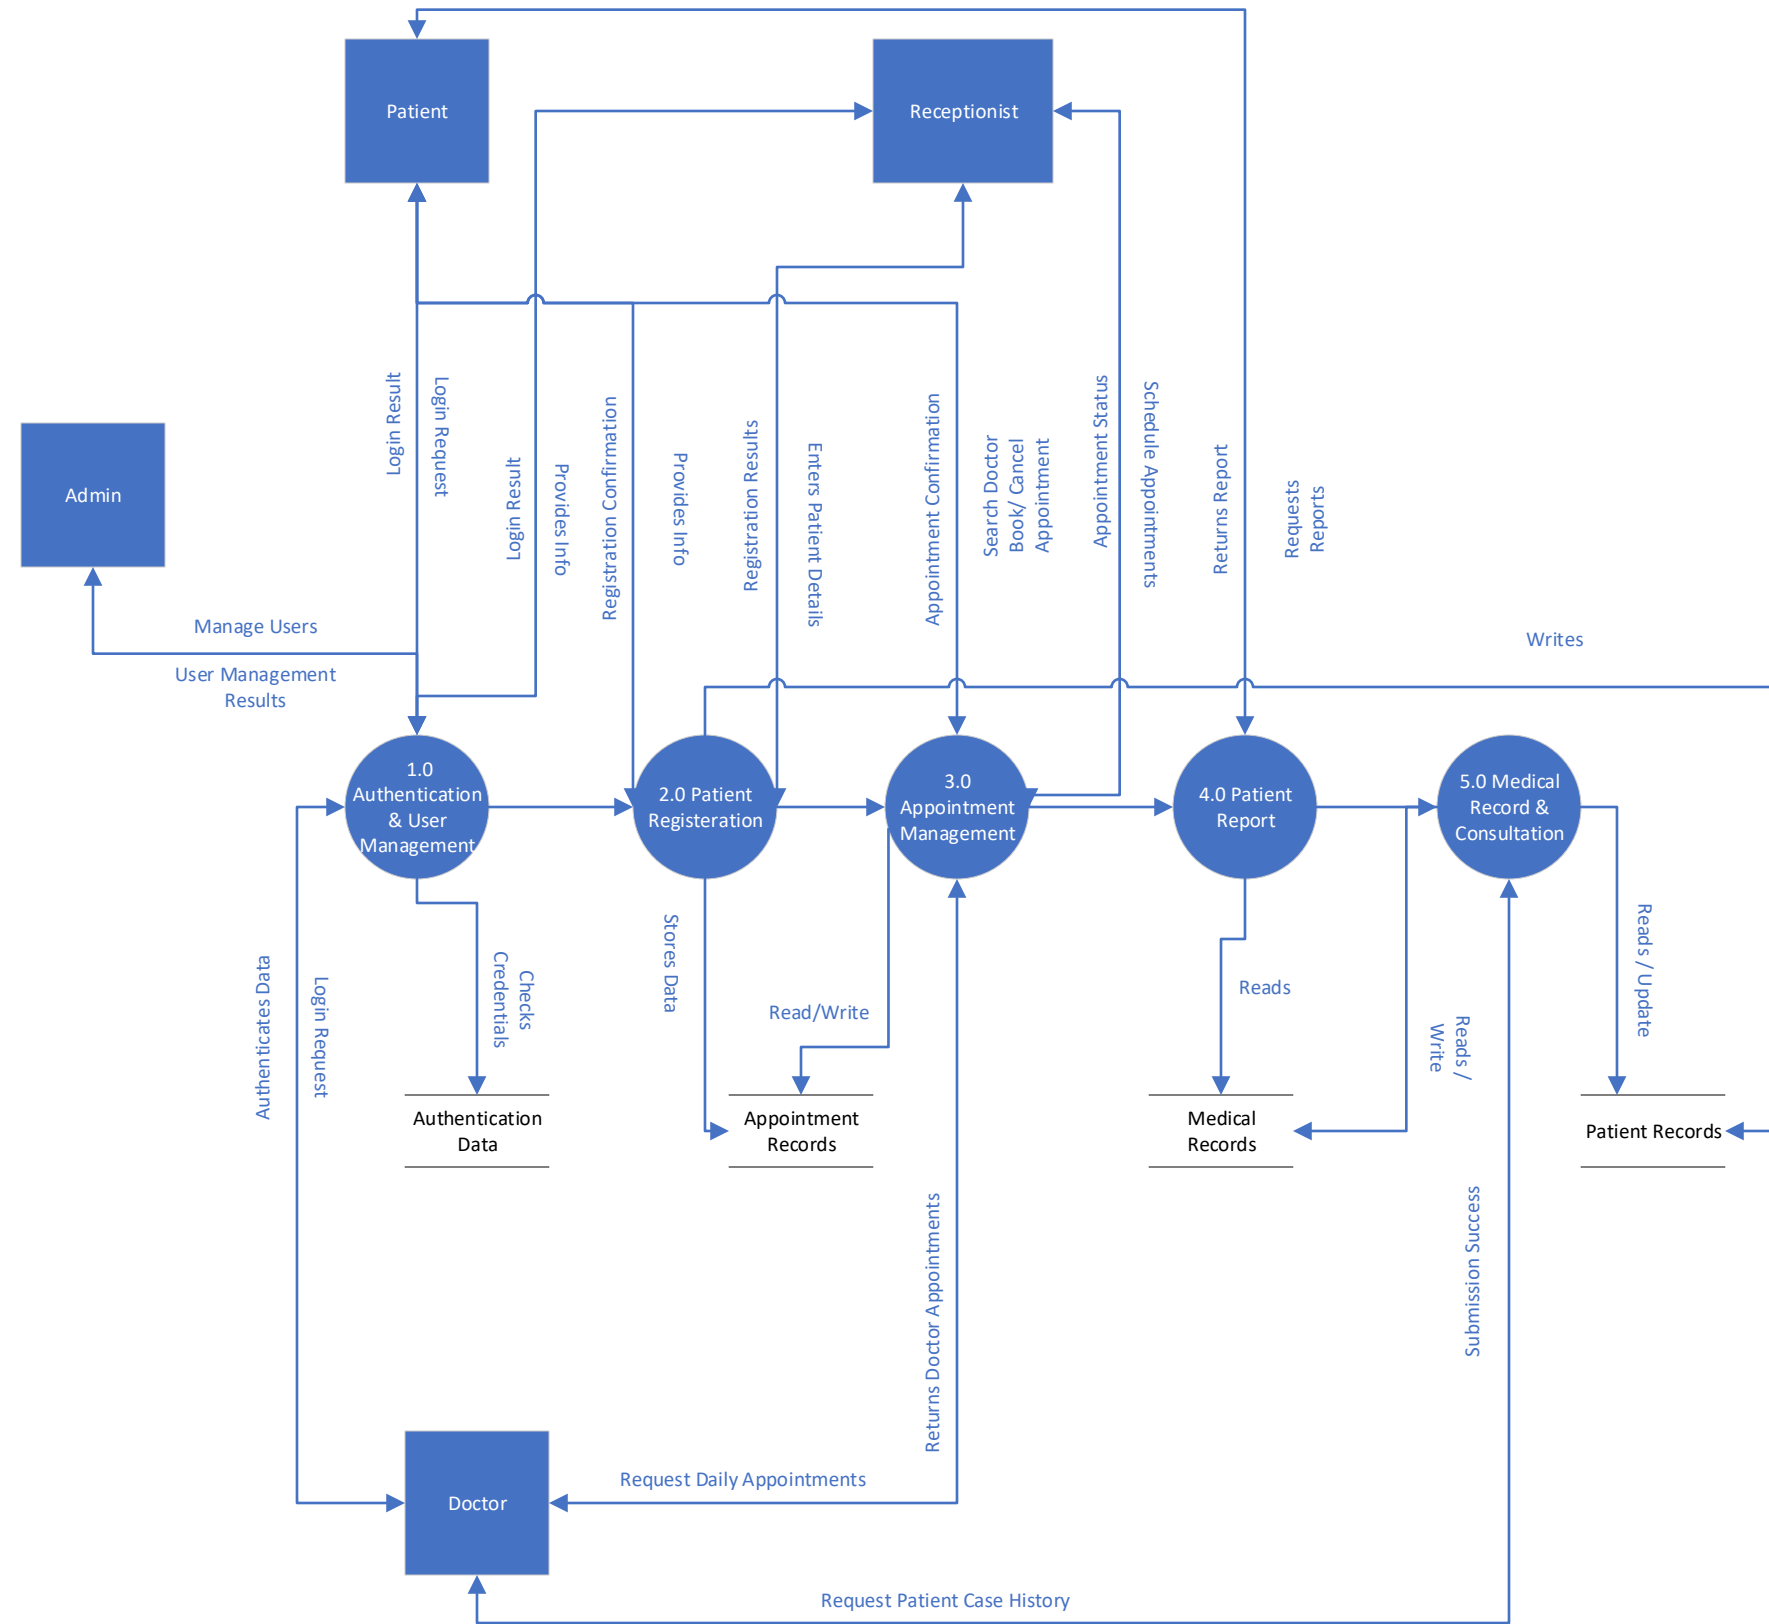 Patient
Receptionist
Admin
Login Result
Login Request
Login Result
Provides Info
Registration Confirmation
Provides Info
Registration Results
Enters Patient Details
Appointment Confirmation
Search Doctor
Book/ Cancel
Appointment
Appointment Status
Schedule Appointments
Returns Report
Requests
Reports
Manage Users
User Management
Results
Writes
1.0
Authentication
& User
Management
2.0 Patient
Registeration
3.0
Appointment
Management
4.0 Patient
Report
5.0 Medical
Record &
Consultation
Authenticates Data
Login Request
Checks
Credentials
Stores Data
Read/Write
Reads
Reads /
Write
Reads / Update
Authentication
Data
Appointment
Records
Medical
Records
Patient Records
Returns Doctor Appointments
Submission Success
Doctor
Request Daily Appointments
Request Patient Case History